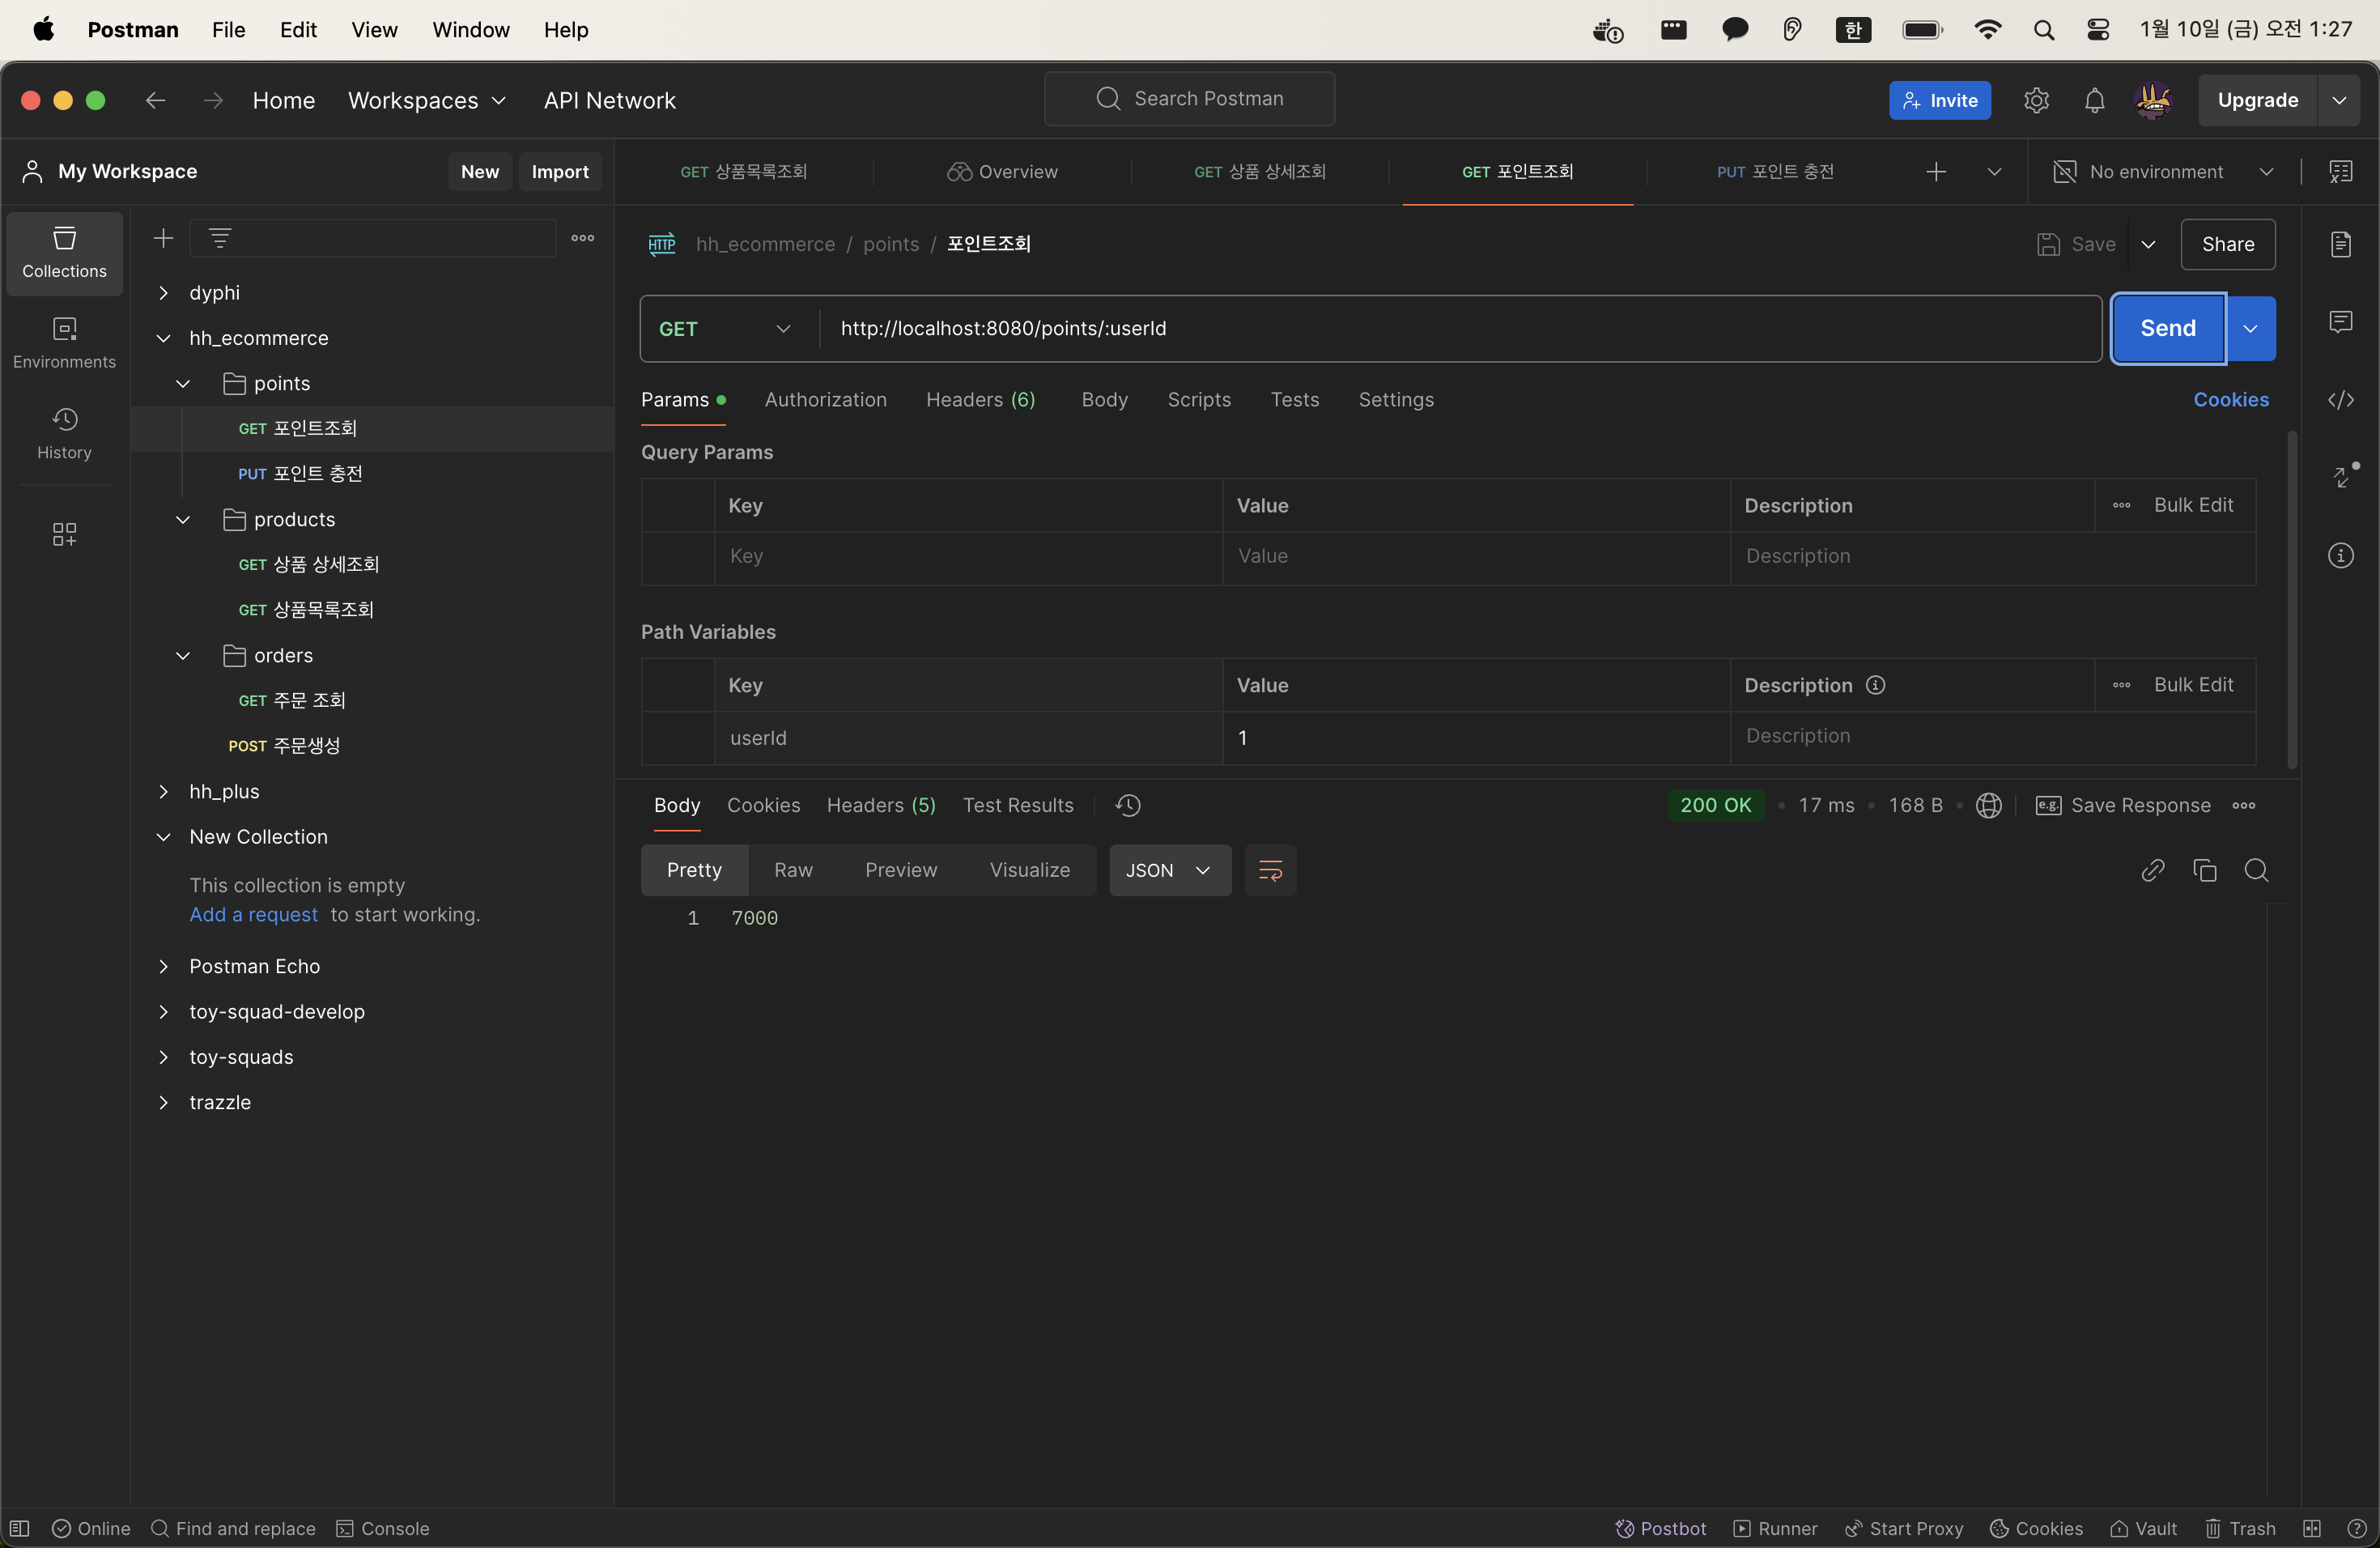 Postman File Edit View Window Help 한 1월 10일 (금) 오전 1:27
Home Workspaces API Network Search Postman Invite Upgrade
My Workspace New Import
GET 상품목록조회 Overview GET 상품 상세조회 GET 포인트조회 PUT 포인트 충전 No environment
Collections
Environments
History
dyphi
hh_ecommerce
points
GET 포인트조회
PUT 포인트 충전
products
GET 상품 상세조회
GET 상품목록조회
orders
GET 주문 조회
POST 주문생성
hh_plus
New Collection
This collection is empty
Add a request to start working.
Postman Echo
toy-squad-develop
toy-squads
trazzle
HTTP hh_ecommerce / points / 포인트조회 Save Share
GET http://localhost:8080/points/:userId Send
Params Authorization Headers (6) Body Scripts Tests Settings Cookies
Query Params
Key Value Description Bulk Edit
Key Value Description
Path Variables
Key Value Description Bulk Edit
userId 1 Description
Body Cookies Headers (5) Test Results 200 OK 17 ms 168 B e.g. Save Response
Pretty Raw Preview Visualize JSON
1 7000
Online Find and replace Console Postbot Runner Start Proxy Cookies Vault Trash